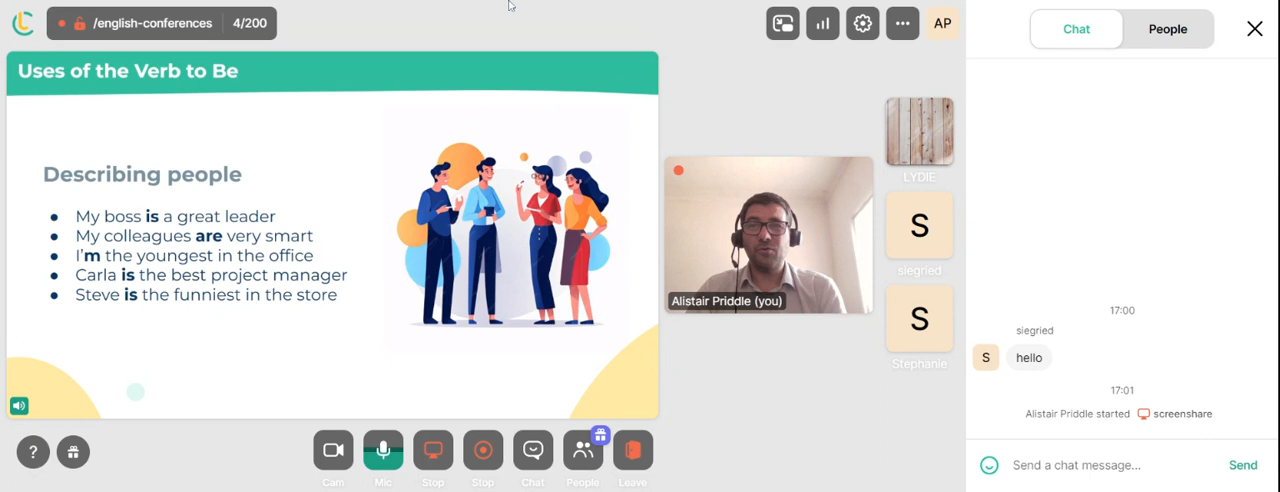 /english-conferences 4/200
AP
Chat People
Uses of the Verb to Be
Describing people
● My boss is a great leader
● My colleagues are very smart
● I'm the youngest in the office
● Carla is the best project manager
● Steve is the funniest in the store
Alistair Priddle (you)
LYDIE
S
siegried
S
Stephanie
17:00
siegried
S hello
17:01
Alistair Priddle started screenshare
? Cam Mic Stop Stop Chat People Leave
Send a chat message... Send